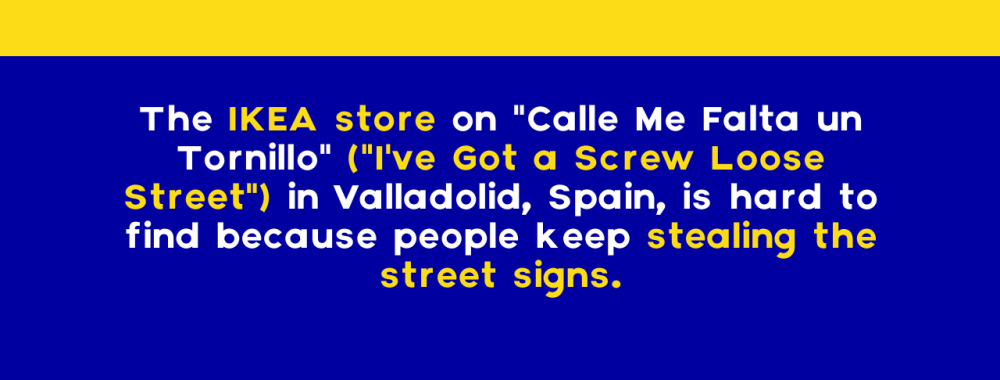 The IKEA store on "Calle Me Falta un
Tornillo" ("I've Got a Screw Loose
Street") in Valladolid, Spain, is hard to
find because people keep stealing the
street signs.